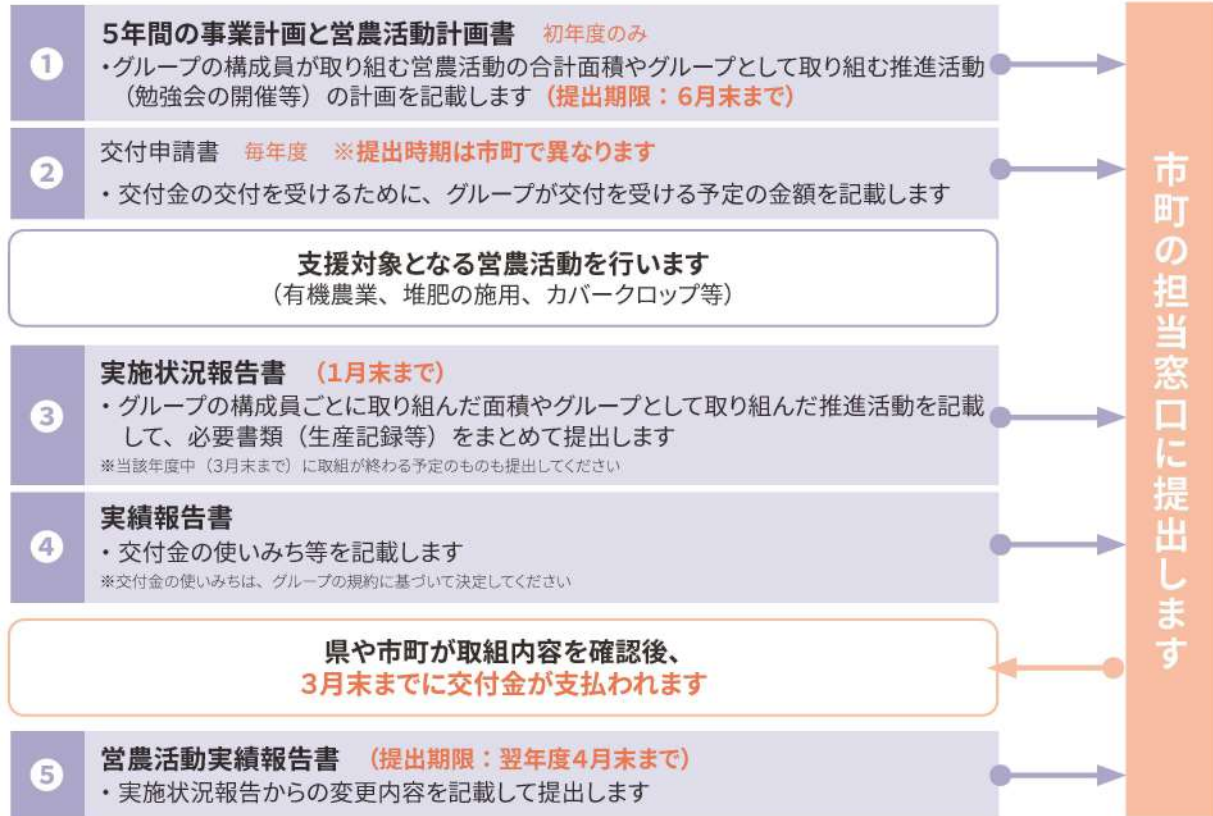 1
5年間の事業計画と営農活動計画書 初年度のみ
・グループの構成員が取り組む営農活動の合計面積やグループとして取り組む推進活動
（勉強会の開催等）の計画を記載します（提出期限：6月末まで）
2
交付申請書 毎年度 ※提出時期は市町で異なります
・交付金の交付を受けるために、グループが交付を受ける予定の金額を記載します
支援対象となる営農活動を行います
（有機農業、堆肥の施用、カバークロップ等）
3
実施状況報告書 （1月末まで）
・グループの構成員ごとに取り組んだ面積やグループとして取り組んだ推進活動を記載
して、必要書類（生産記録等）をまとめて提出します
※当該年度中（3月末まで）に取組が終わる予定のものも提出してください
4
実績報告書
・交付金の使いみち等を記載します
※交付金の使いみちは、グループの規約に基づいて決定してください
県や市町が取組内容を確認後、
3月末までに交付金が支払われます
5
営農活動実績報告書 （提出期限：翌年度4月末まで）
・実施状況報告からの変更内容を記載して提出します
市町の担当窓口に提出します